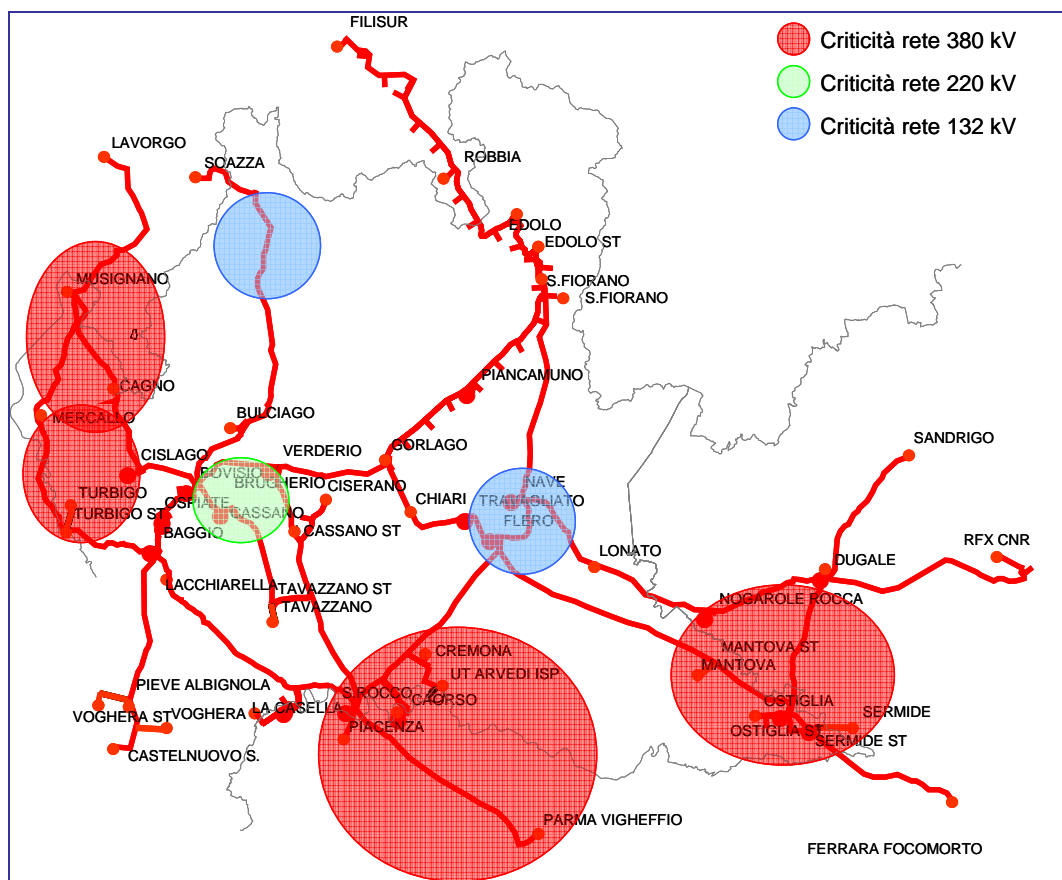 FILISUR
Criticità rete 380 kV
Criticità rete 220 kV
Criticità rete 132 kV
LAVORGO
SOAZZA
ROBBIA
EDOLO
EDOLO ST
S.FIORANO
S.FIORANO
MUSIGNANO
CAGNO
PIANCAMUNO
MERCALLO
BULCIAGO
CISLAGO
VERDERIO
GORLAGO
SANDRIGO
BOVISIO
BRUGHERIO
CISERANO
NAVE
TURBIGO
OSPIATE
CHIARI
TRAVAGLIATO
TURBIGO ST
CASSANO
FLERO
BAGGIO
CASSANO ST
LONATO
DUGALE
RFX CNR
LACCHIARELLA
TAVAZZANO ST
TAVAZZANO
NOGAROLE ROCCA
CREMONA
MANTOVA ST
MANTOVA
UT ARVEDI ISP
PIEVE ALBIGNOLA
S.ROCCO
CAORSO
OSTIGLIA
VOGHERA ST
VOGHERA
LA CASELLA
PIACENZA
SERMIDE
OSTIGLIA ST
SERMIDE ST
CASTELNUOVO S.
PARMA VIGHEFFIO
FERRARA FOCOMORTO